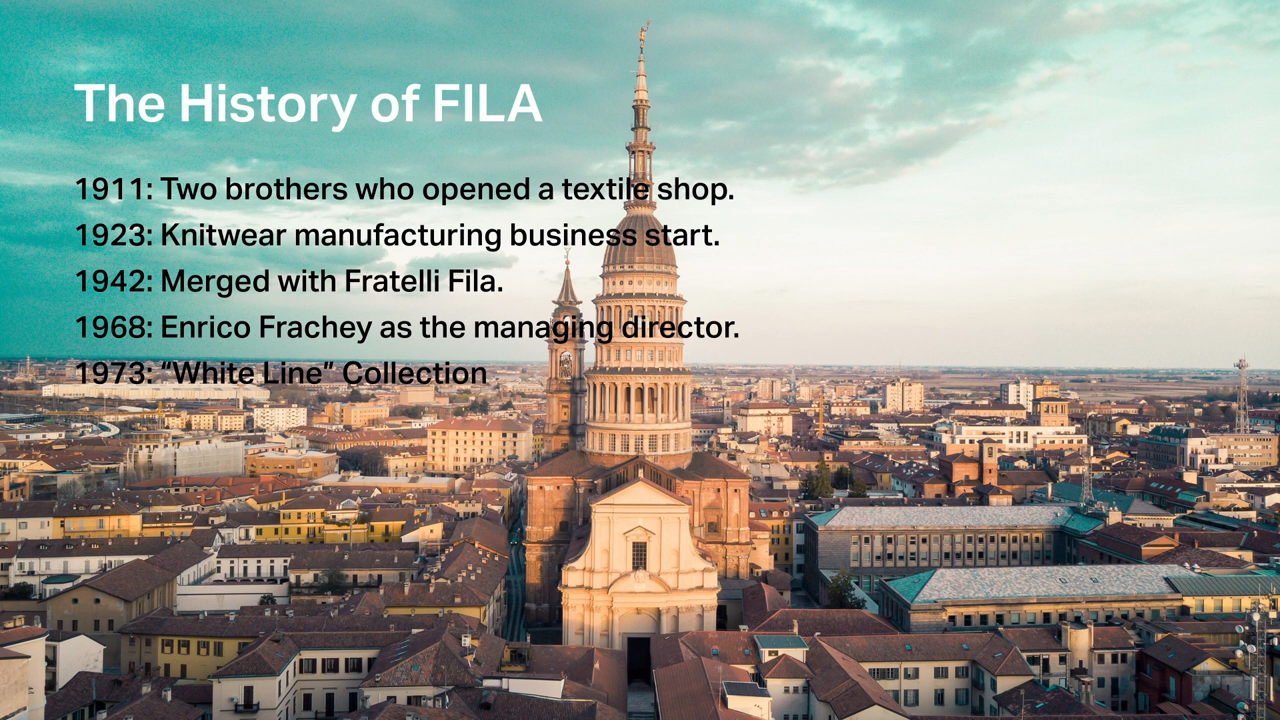 The History of FILA
1911: Two brothers who opened a textile shop.
1923: Knitwear manufacturing business start.
1942: Merged with Fratelli Fila.
1968: Enrico Frachey as the managing director.
1973: “White Line” Collection